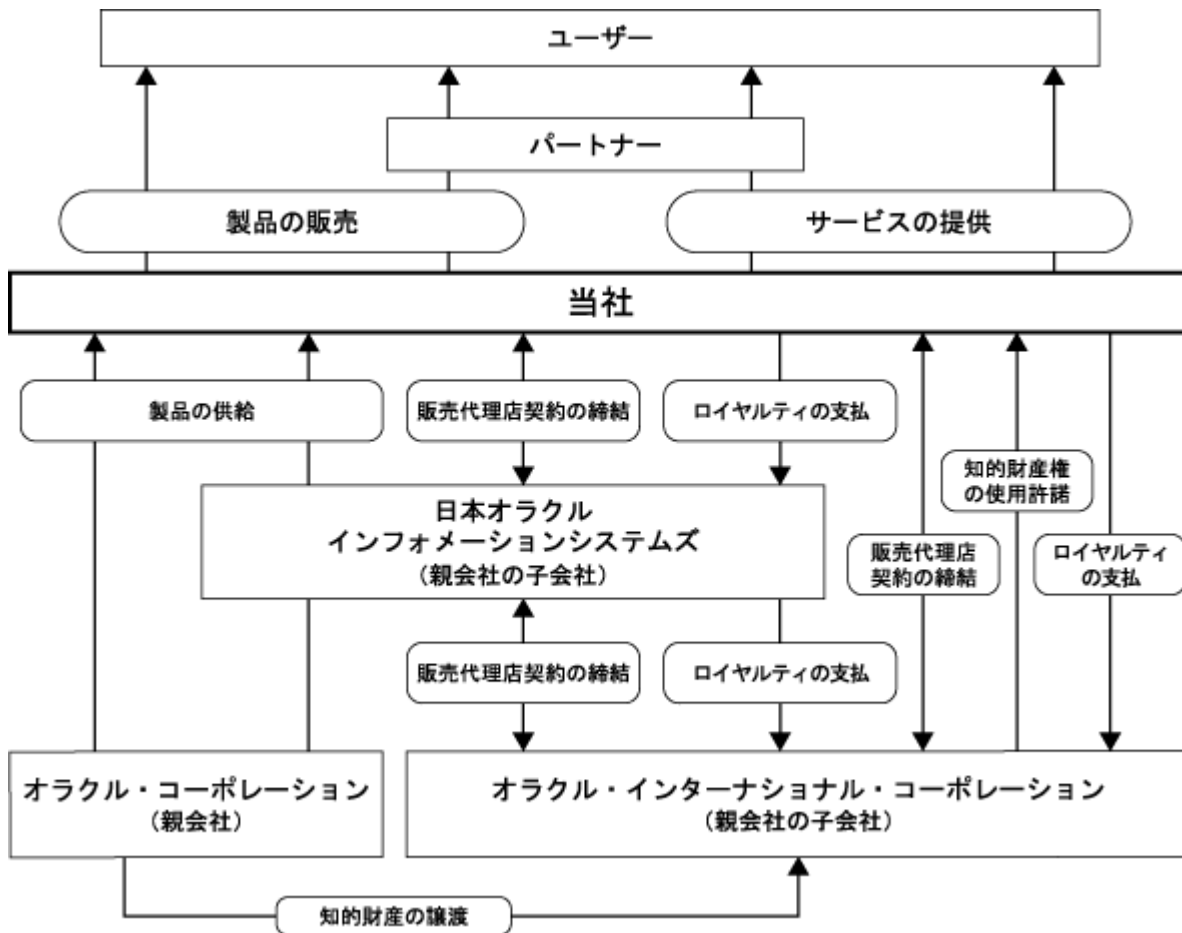 ユーザー
パートナー
製品の販売
サービスの提供
当社
製品の供給
販売代理店契約の締結
ロイヤルティの支払
知的財産権
の使用許諾
日本オラクル
インフォメーションシステムズ
（親会社の子会社）
販売代理店
契約の締結
ロイヤルティ
の支払
販売代理店契約の締結
ロイヤルティの支払
オラクル・コーポレーション
（親会社）
オラクル・インターナショナル・コーポレーション
（親会社の子会社）
知的財産の譲渡